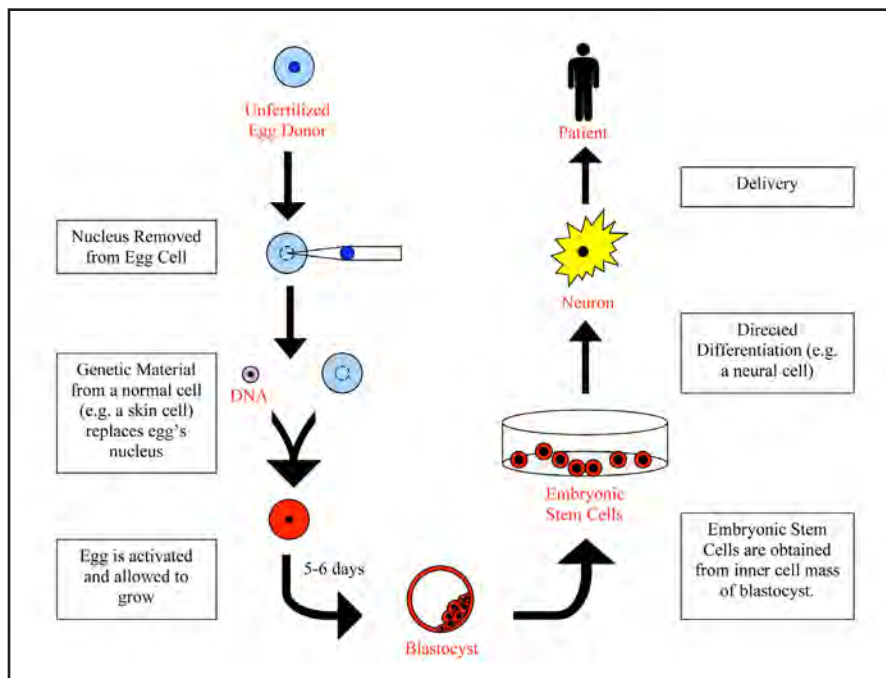 Unfertilized
Egg Donor
Nucleus Removed
from Egg Cell
Genetic Material
from a normal cell
(e.g. a skin cell)
replaces egg's
nucleus
DNA
Egg is activated
and allowed to
grow
5-6 days
Blastocyst
Patient
Delivery
Neuron
Directed
Differentiation (e.g.
a neural cell)
Embryonic
Stem Cells
Embryonic Stem
Cells are obtained
from inner cell mass
of blastocyst.